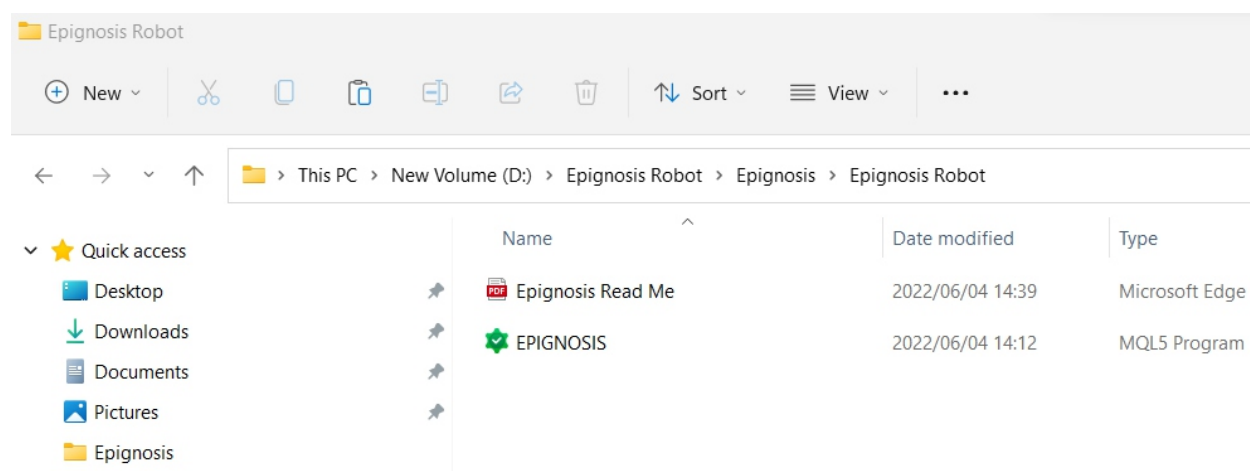 Epignosis Robot
New Sort View
This PC > New Volume (D:) > Epignosis Robot > Epignosis > Epignosis Robot
Quick access
Desktop
Downloads
Documents
Pictures
Epignosis
Name Date modified Type
PDF Epignosis Read Me 2022/06/04 14:39 Microsoft Edge
EPIGNOSIS 2022/06/04 14:12 MQL5 Program